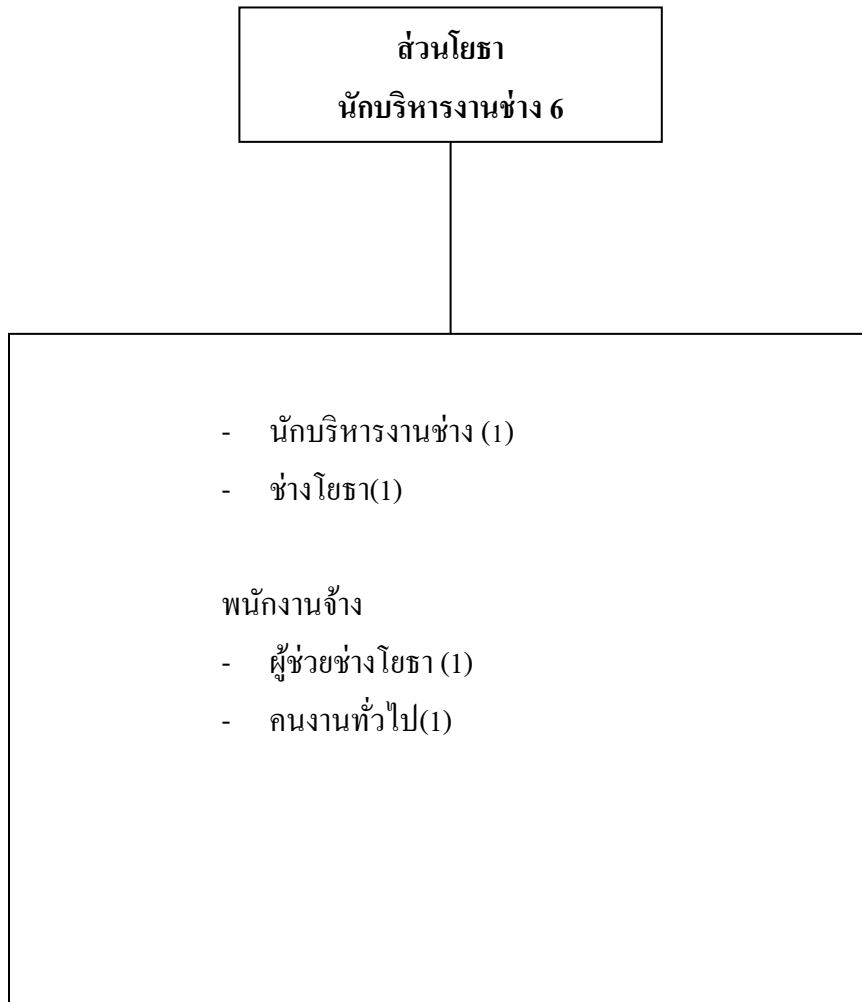 ส่วนโยธา
นักบริหารงานช่าง 6
- นักบริหารงานช่าง (1)
- ช่างโยธา(1)
พนักงานจ้าง
- ผู้ช่วยช่างโยธา (1)
- คนงานทั่วไป(1)